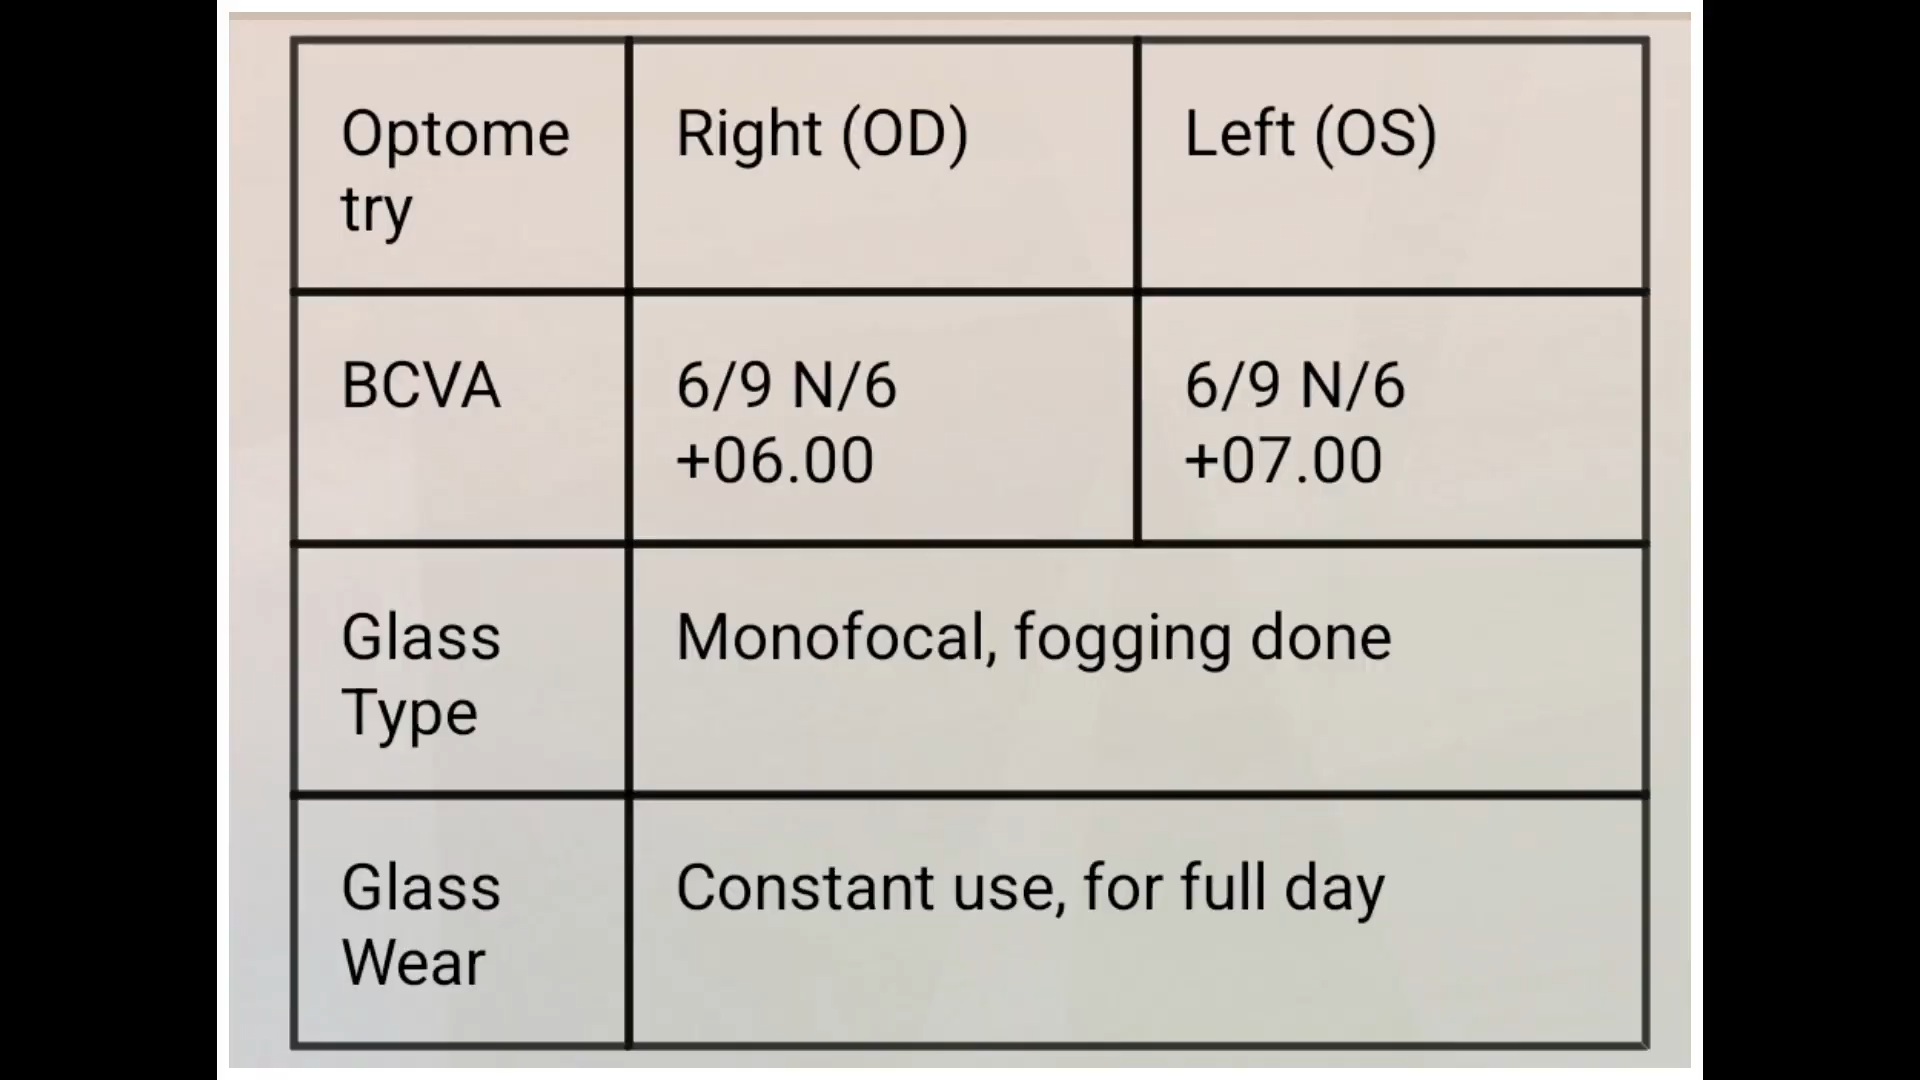 Optome
try
Right (OD)
Left (OS)
BCVA
6/9 N/6
+06.00
6/9 N/6
+07.00
Glass
Type
Monofocal, fogging done
Glass
Wear
Constant use, for full day